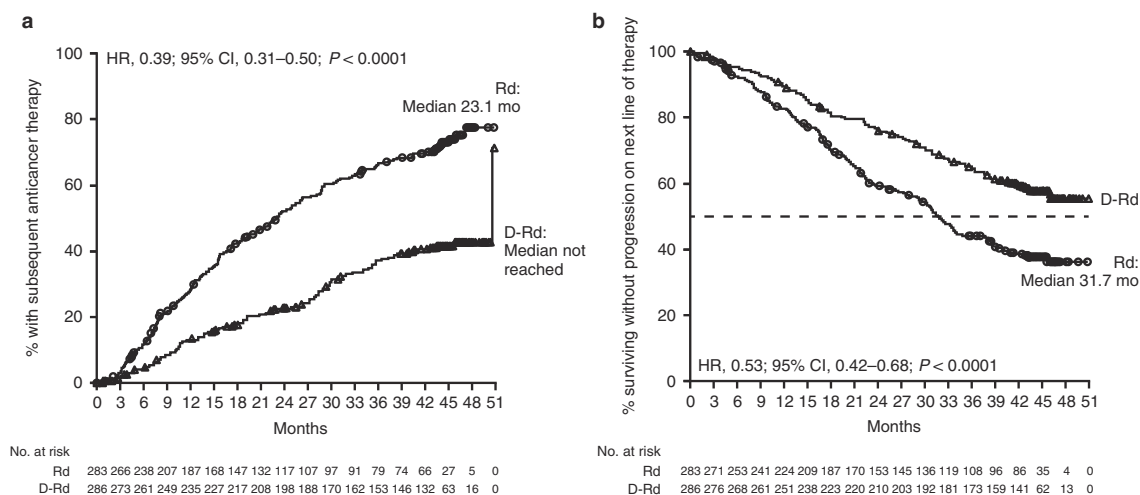 a
% with subsequent anticancer therapy
100
80
60
40
20
0
HR, 0.39; 95% CI, 0.31–0.50; P < 0.0001
Rd:
Median 23.1 mo
D-Rd:
Median not
reached
0 3 6 9 12 15 18 21 24 27 30 33 36 39 42 45 48 51
Months
No. at risk
Rd 283 266 238 207 187 168 147 132 117 107 97 91 79 74 66 27 5 0
D-Rd 286 273 261 249 235 227 217 208 198 188 170 162 153 146 132 63 16 0
b
% surviving without progression on next line of therapy
100
80
60
40
20
0
D-Rd
Rd:
Median 31.7 mo
HR, 0.53; 95% CI, 0.42–0.68; P < 0.0001
0 3 6 9 12 15 18 21 24 27 30 33 36 39 42 45 48 51
Months
No. at risk
Rd 283 271 253 241 224 209 187 170 153 145 136 119 108 96 86 35 4 0
D-Rd 286 276 268 261 251 238 223 220 210 203 192 181 173 159 141 62 13 0